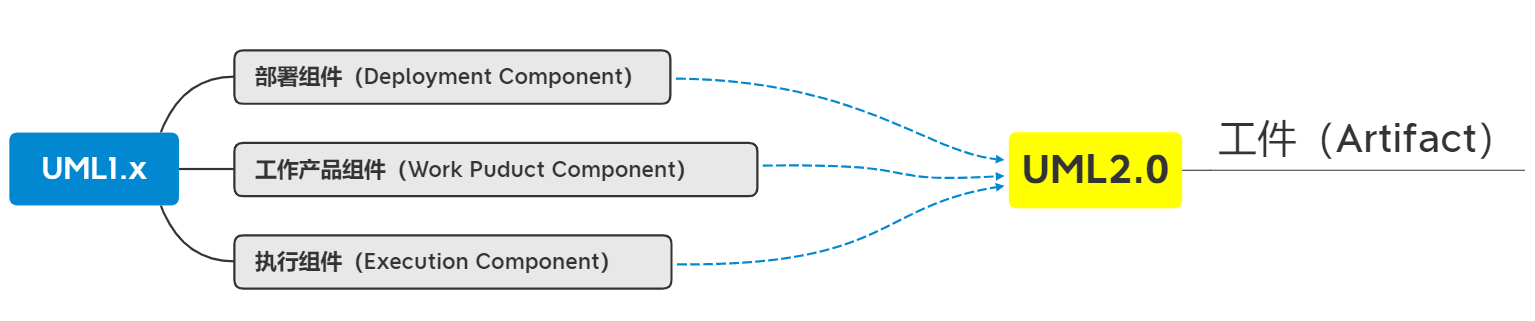 部署组件（Deployment Component）
UML1.x
工作产品组件（Work Puduct Component）
执行组件（Execution Component）
UML2.0
工件（Artifact）